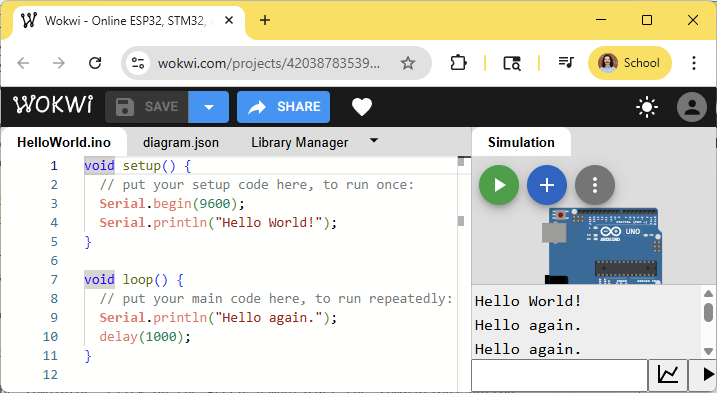 Wokwi - Online ESP32, STM32,
wokwi.com/projects/42038783539...
School
WOKWI
SAVE
SHARE
HelloWorld.ino
diagram.json
Library Manager
Simulation
1 void setup() {
2 // put your setup code here, to run once:
3 Serial.begin(9600);
4 Serial.println("Hello World!");
5 }
6
7 void loop() {
8 // put your main code here, to run repeatedly:
9 Serial.println("Hello again.");
10 delay(1000);
11 }
12
UNO
ARDUINO
Hello World!
Hello again.
Hello again.